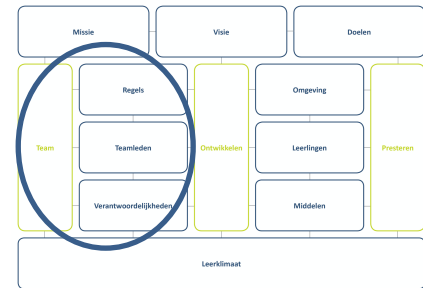 Missie
Visie
Doelen
Regels
Omgeving
Team
Teamleden
Ontwikkelen
Leerlingen
Presteren
Verantwoordelijkheden
Middelen
Leerklimaat